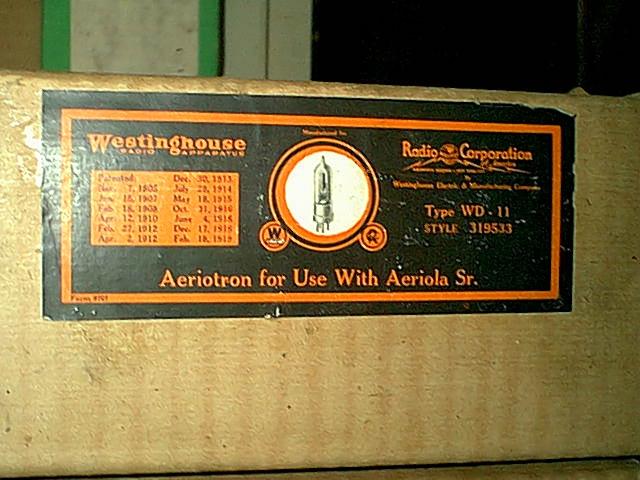 Westinghouse
RADIO APPARATUS
Patented: Dec. 30, 1913
Nov. 7, 1905 July 28, 1914
Jan. 15, 1907 May 18, 1915
Feb. 18, 1908 Oct. 31, 1916
Apr. 12, 1910
Feb. 27, 1912 Dec. 17, 1918
Apr. 2, 1912 Feb. 18, 1919
Manufactured for
W
Radio Corporation
of America
By
Westinghouse Electric & Manufacturing Company
Type WD-11
STYLE 319533
Aeriotron for Use With Aeriola Sr.